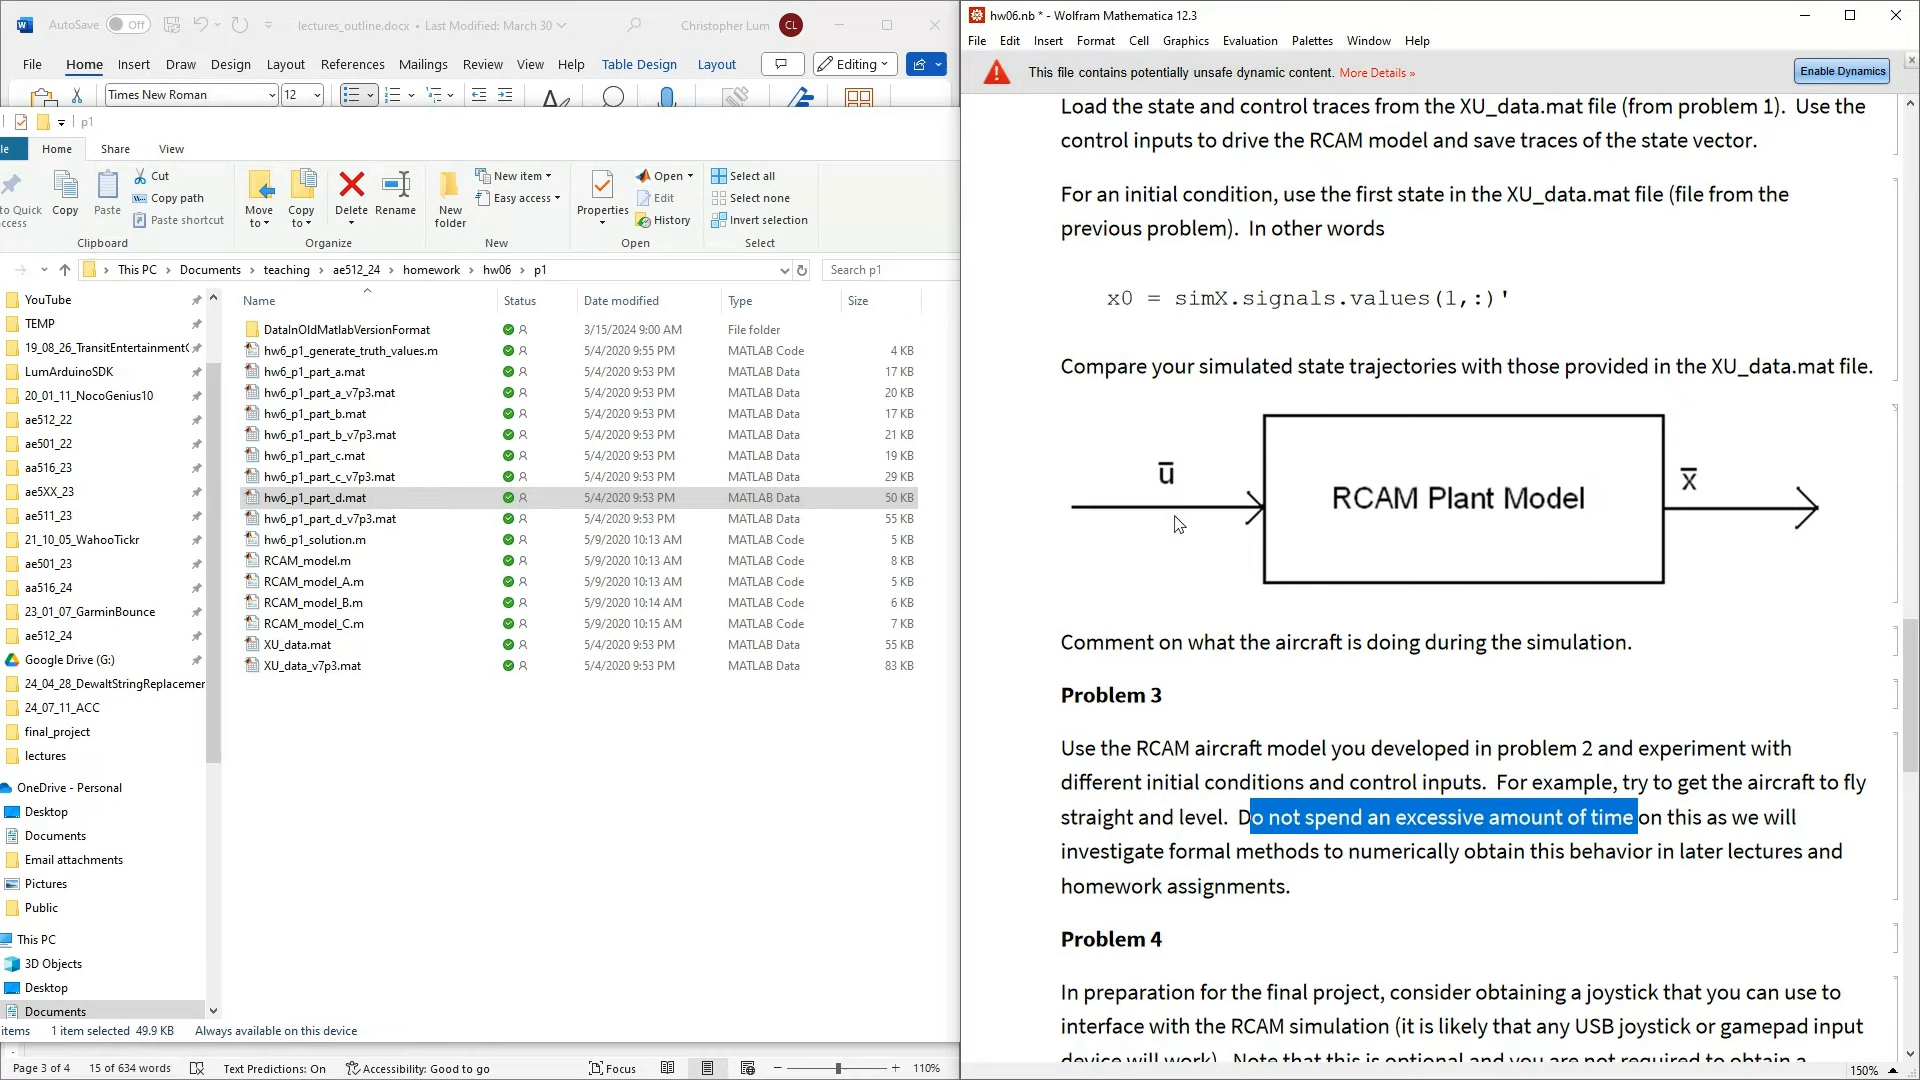 AutoSave Off lectures_outline.docx • Last Modified: March 30 Christopher Lum CL
File Home Insert Draw Design Layout References Mailings Review View Help Table Design Layout Editing
Times New Roman 12
p1
Home Share View
Copy Paste Cut Copy path Paste shortcut
Clipboard
Move to Copy to Delete Rename
Organize
New folder New item Easy access
New
Properties Open Edit History
Open
Select all
Select none
Invert selection
Select
This PC > Documents > teaching > ae512_24 > homework > hw06 > p1
Search p1
YouTube
TEMP
19_08_26_TransitEntertainment
LumArduinoSDK
20_01_11_NocoGenius10
ae512_22
ae501_22
aa516_23
ae5XX_23
ae511_23
21_10_05_WahooTickr
ae501_23
aa516_24
23_01_07_GarminBounce
ae512_24
Google Drive (G:)
24_04_28_DewaltStringReplacemer
24_07_11_ACC
final_project
lectures
OneDrive - Personal
Desktop
Documents
Email attachments
Pictures
Public
This PC
3D Objects
Desktop
Documents
Name Status Date modified Type Size
DataInOldMatlabVersionFormat 3/15/2024 9:00 AM File folder
hw6_p1_generate_truth_values.m 5/4/2020 9:55 PM MATLAB Code 4 KB
hw6_p1_part_a.mat 5/4/2020 9:53 PM MATLAB Data 17 KB
hw6_p1_part_a_v7p3.mat 5/4/2020 9:53 PM MATLAB Data 20 KB
hw6_p1_part_b.mat 5/4/2020 9:53 PM MATLAB Data 17 KB
hw6_p1_part_b_v7p3.mat 5/4/2020 9:53 PM MATLAB Data 21 KB
hw6_p1_part_c.mat 5/4/2020 9:53 PM MATLAB Data 19 KB
hw6_p1_part_c_v7p3.mat 5/4/2020 9:53 PM MATLAB Data 29 KB
hw6_p1_part_d.mat 5/4/2020 9:53 PM MATLAB Data 50 KB
hw6_p1_part_d_v7p3.mat 5/4/2020 9:53 PM MATLAB Data 55 KB
hw6_p1_solution.m 5/9/2020 10:13 AM MATLAB Code 5 KB
RCAM_model.m 5/9/2020 10:13 AM MATLAB Code 8 KB
RCAM_model_A.m 5/9/2020 10:13 AM MATLAB Code 5 KB
RCAM_model_B.m 5/9/2020 10:14 AM MATLAB Code 6 KB
RCAM_model_C.m 5/9/2020 10:15 AM MATLAB Code 7 KB
XU_data.mat 5/4/2020 9:53 PM MATLAB Data 55 KB
XU_data_v7p3.mat 5/4/2020 9:53 PM MATLAB Data 83 KB
items 1 item selected 49.9 KB Always available on this device
Page 3 of 4 15 of 634 words Text Predictions: On Accessibility: Good to go Focus 110%
hw06.nb * - Wolfram Mathematica 12.3
File Edit Insert Format Cell Graphics Evaluation Palettes Window Help
This file contains potentially unsafe dynamic content. More Details » Enable Dynamics
Load the state and control traces from the XU_data.mat file (from problem 1). Use the
control inputs to drive the RCAM model and save traces of the state vector.
For an initial condition, use the first state in the XU_data.mat file (file from the
previous problem). In other words
x0 = simX.signals.values(1,:)'
Compare your simulated state trajectories with those provided in the XU_data.mat file.
u̅ RCAM Plant Model x̅
Comment on what the aircraft is doing during the simulation.
Problem 3
Use the RCAM aircraft model you developed in problem 2 and experiment with
different initial conditions and control inputs. For example, try to get the aircraft to fly
straight and level. Do not spend an excessive amount of time on this as we will
investigate formal methods to numerically obtain this behavior in later lectures and
homework assignments.
Problem 4
In preparation for the final project, consider obtaining a joystick that you can use to
interface with the RCAM simulation (it is likely that any USB joystick or gamepad input
device will work). Note that this is optional and you are not required to obtain a
150%